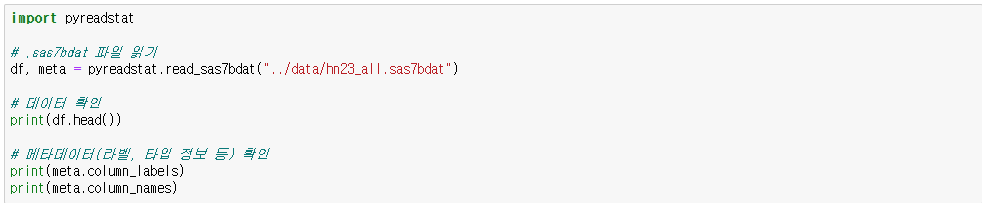 import pyreadstat
# .sas7bdat 파일 읽기
df, meta = pyreadstat.read_sas7bdat("../data/hn23_all.sas7bdat")
# 데이터 확인
print(df.head())
# 메타데이터(라벨, 타입 정보 등) 확인
print(meta.column_labels)
print(meta.column_names)